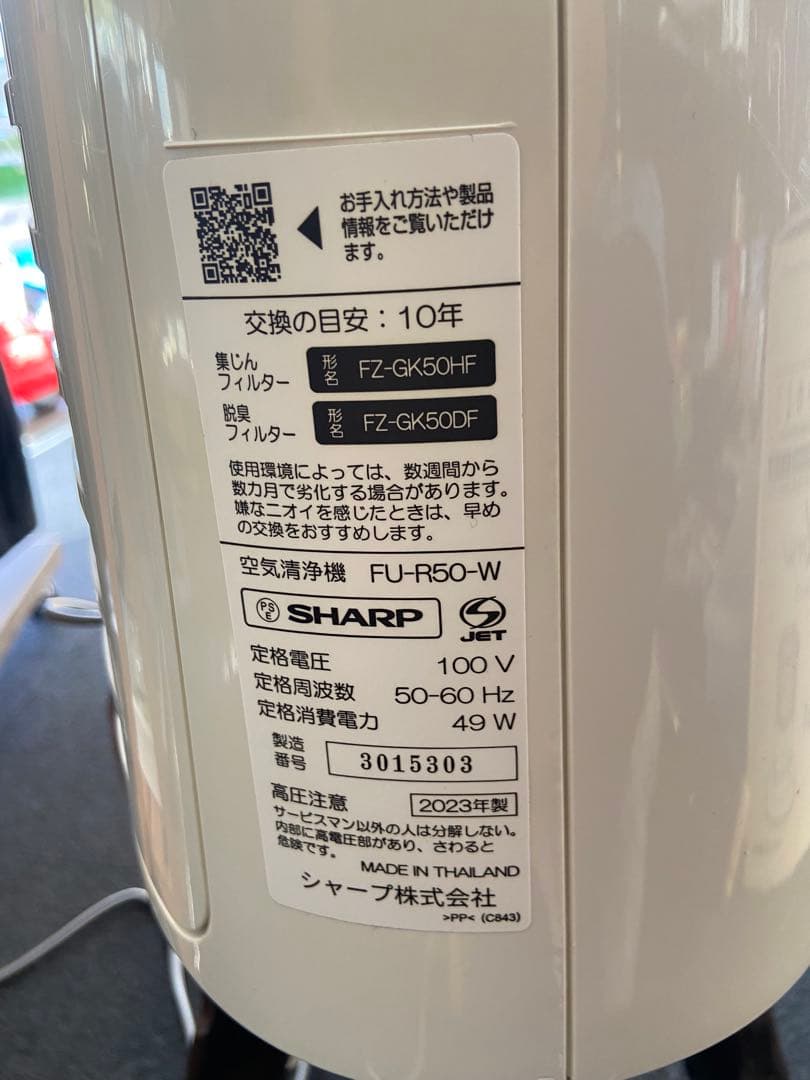 お手入れ方法や製品
情報をご覧いただけ
ます。
交換の目安：10年
集じん
フィルター
形名 FZ-GK50HF
脱臭
フィルター
形名 FZ-GK50DF
使用環境によっては、数週間から
数カ月で劣化する場合があります。
嫌なニオイを感じたときは、早め
の交換をおすすめします。
空気清浄機 FU-R50-W
PSE SHARP JET
定格電圧 100 V
定格周波数 50-60 Hz
定格消費電力 49 W
製造
番号 3015303
高圧注意 2023年製
サービスマン以外の人は分解しない。
内部に高電圧部があり、さわると
危険です。
MADE IN THAILAND
シャープ株式会社
>PP< (C843)